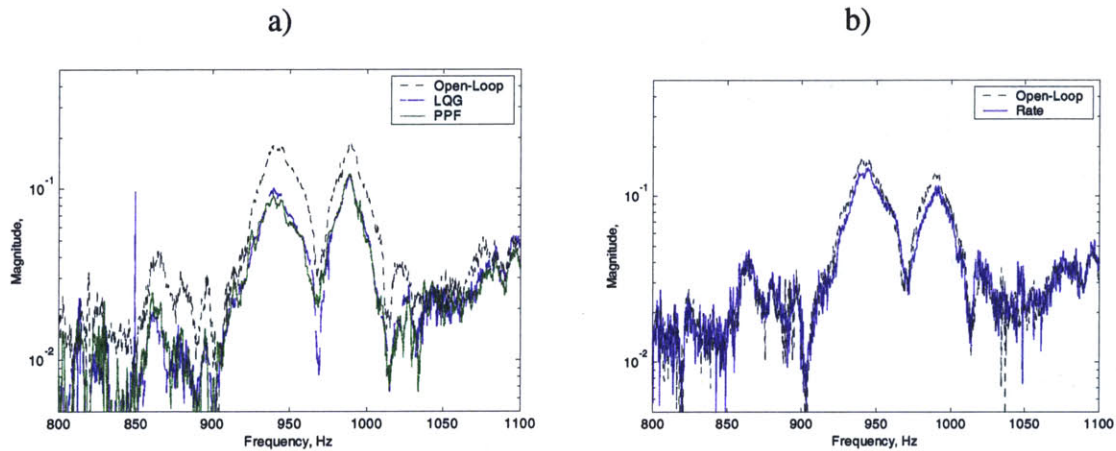 a)
b)
Open-Loop
LQG
PPF
10⁻¹
10⁻²
Magnitude,
800 850 900 950 1000 1050 1100
Frequency, Hz
Open-Loop
Rate
10⁻¹
10⁻²
Magnitude,
800 850 900 950 1000 1050 1100
Frequency, Hz